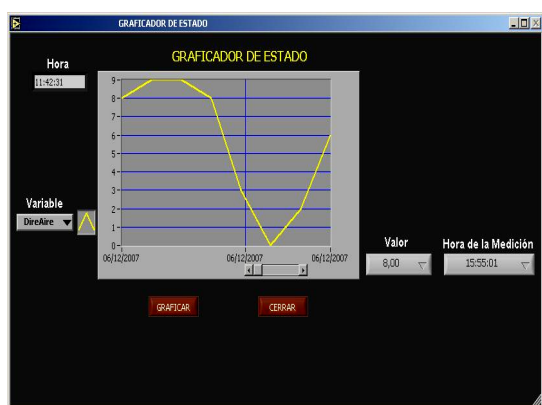 GRAFICADOR DE ESTADO
GRAFICADOR DE ESTADO
Hora
11:42:31
9
8
7
6
5
4
3
2
1
0
06/12/2007 06/12/2007 06/12/2007
Variable
DireAire
Valor
8,00
Hora de la Medición
15:55:01
GRAFICAR
CERRAR